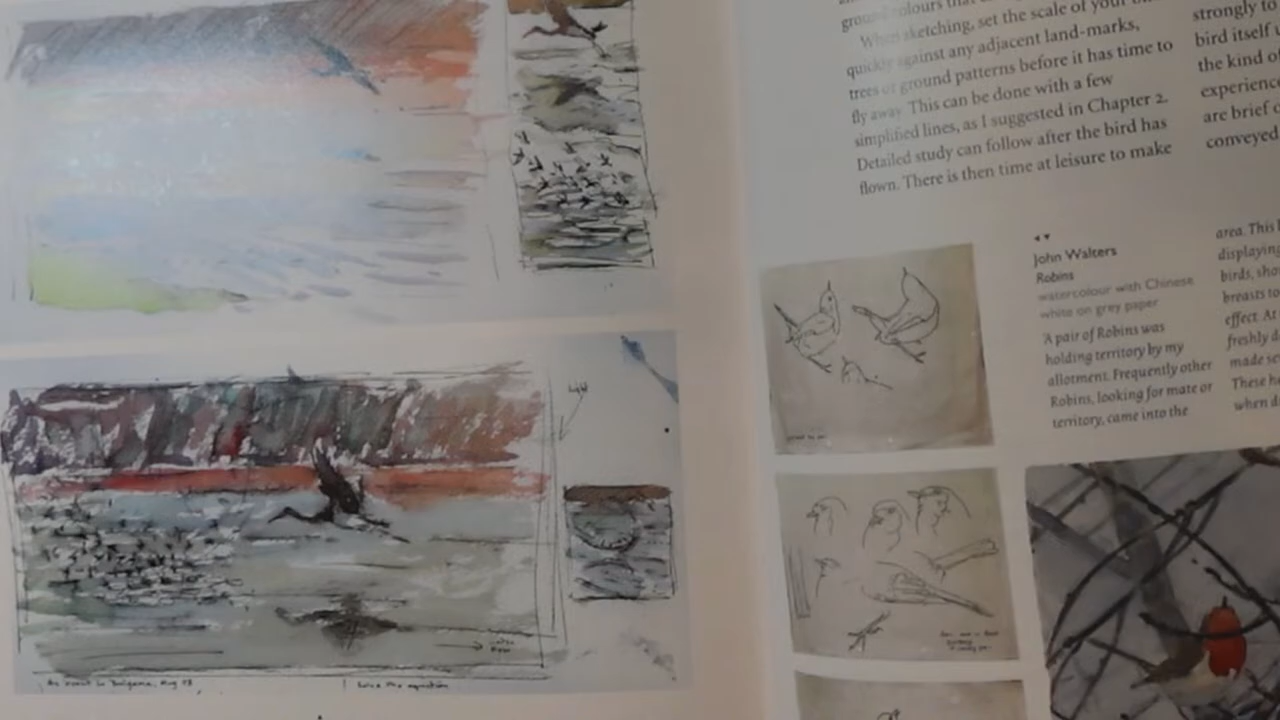 ground colours that
When sketching, set the scale of your
quickly against any adjacent land-marks,
trees or ground patterns before it has time to
fly away. This can be done with a few
simplified lines, as I suggested in Chapter 2.
Detailed study can follow after the bird has
flown. There is then time at leisure to make
strongly to
bird itself
the kind of
experience
are brief
conveyed
John Walters
Robins
watercolour with Chinese
white on grey paper
'A pair of Robins was
holding territory by my
allotment. Frequently other
Robins, looking for mate or
territory, came into the
area. This
displaying
birds, sho
breasts to
effect. At
freshly d
made se
These he
when d